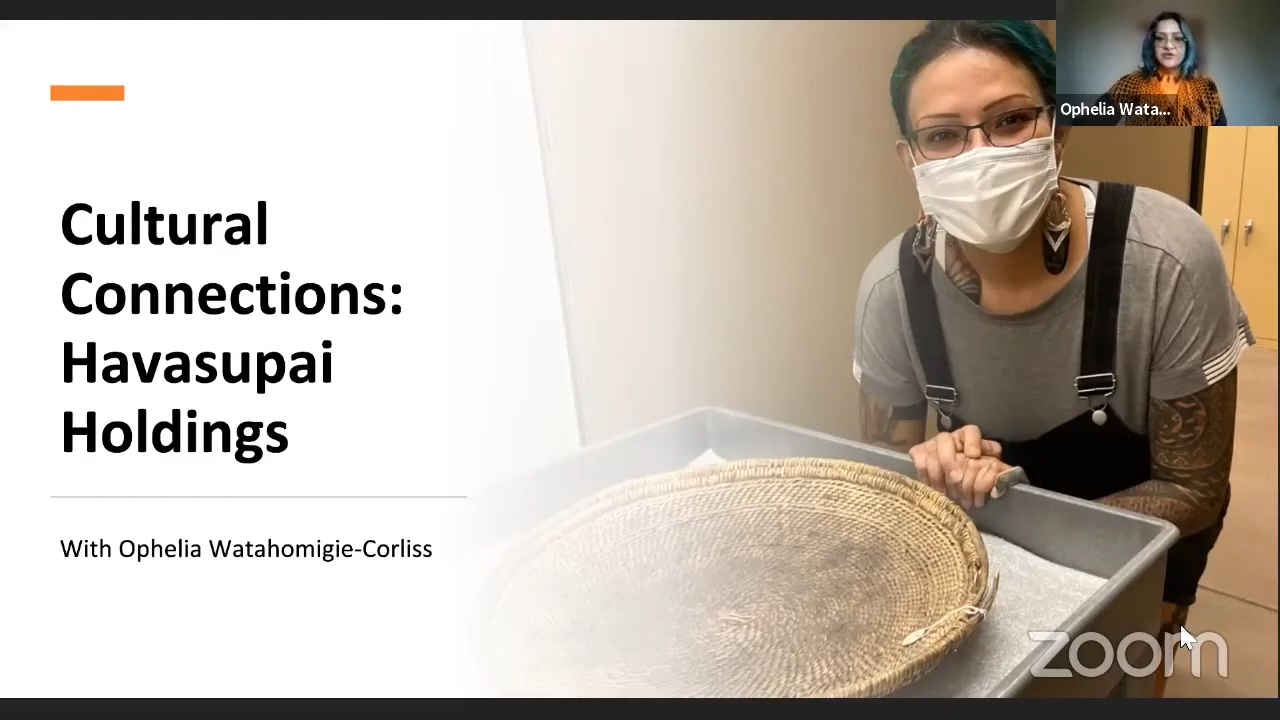 Cultural
Connections:
Havasupai
Holdings
With Ophelia Watahomigie-Corliss
Ophelia Wata...
zoom